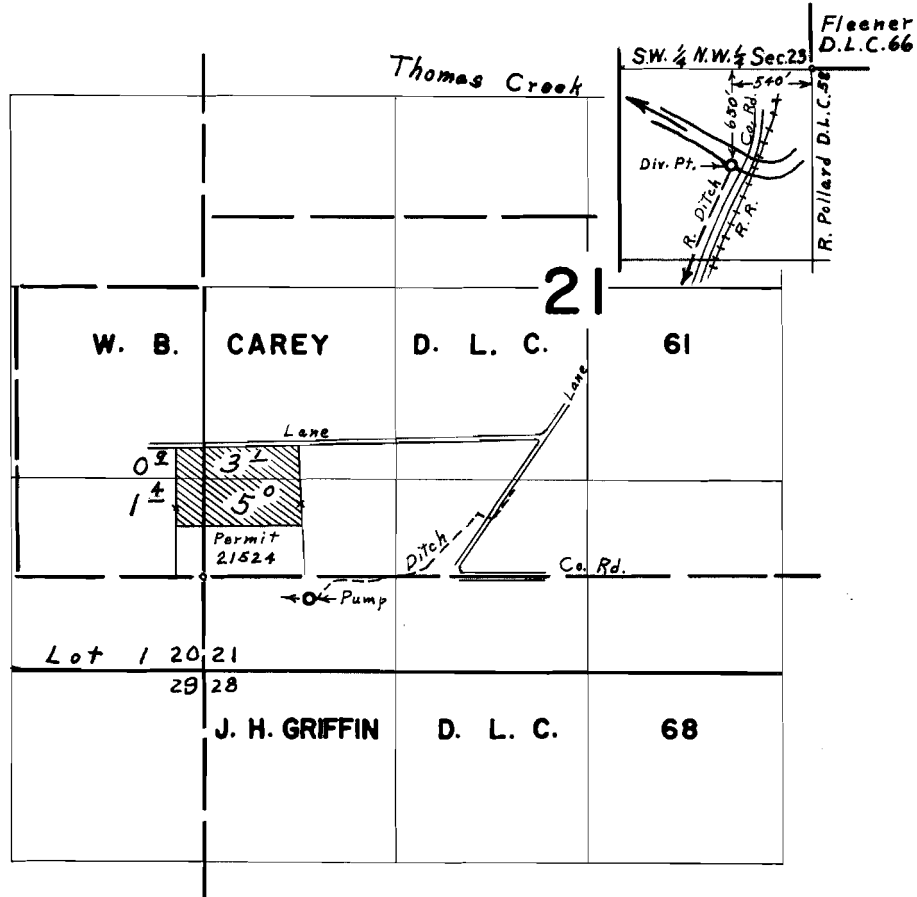 Fleener
D.L.C. 66
S.W. ¼ N.W. ¼ Sec. 23
540'
650'
Co. Rd.
R. Pollard D.L.C. 58
Div. Pt.
R. Ditch
R. R.
Thomas Creek
21
W. B. CAREY D. L. C. 61
Lane
Lane
0 9 3 1
1 4 5 0
Permit
21524
Ditch
Co. Rd.
Pump
Lot 1 20 21
29 28
J. H. GRIFFIN D. L. C. 68